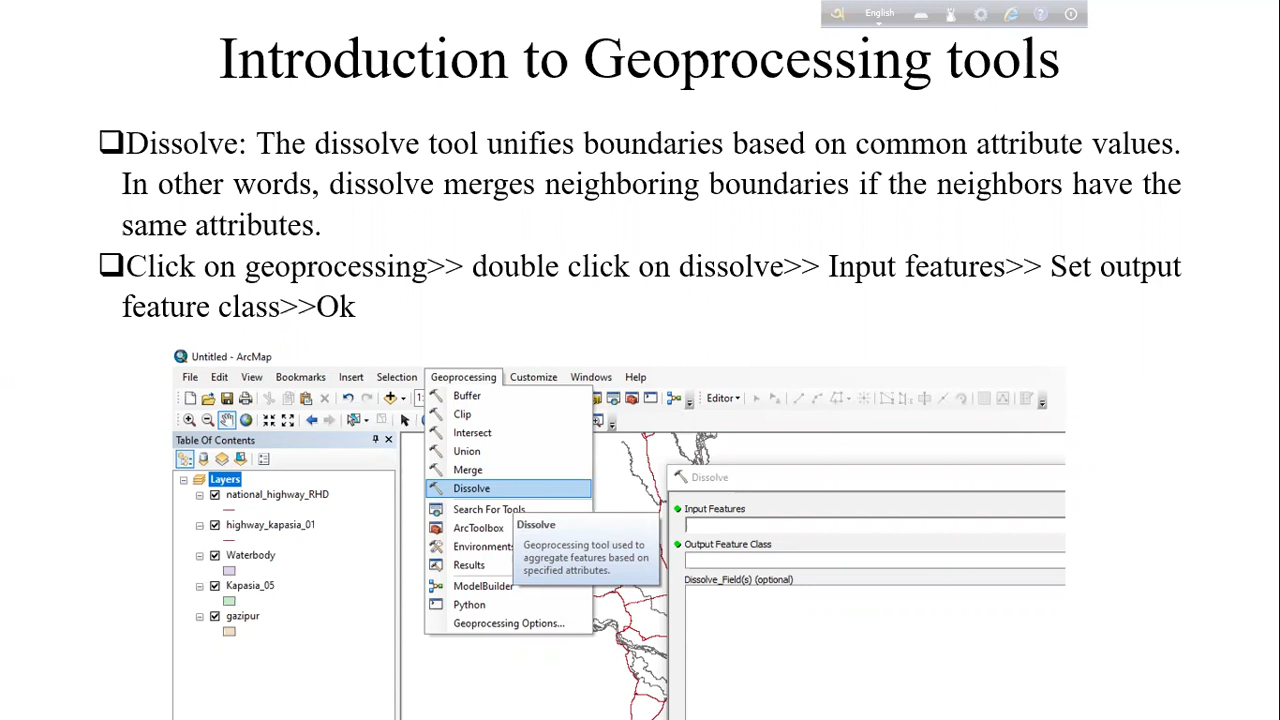 English
Introduction to Geoprocessing tools
❑Dissolve: The dissolve tool unifies boundaries based on common attribute values.
In other words, dissolve merges neighboring boundaries if the neighbors have the
same attributes.
❑Click on geoprocessing>> double click on dissolve>> Input features>> Set output
feature class>>Ok
Untitled - ArcMap
File Edit View Bookmarks Insert Selection Geoprocessing Customize Windows Help
Editor
Buffer
Clip
Intersect
Union
Merge
Dissolve
Search For Tools
ArcToolbox
Environments
Results
ModelBuilder
Python
Geoprocessing Options...
Dissolve
Geoprocessing tool used to
aggregate features based on
specified attributes.
Table Of Contents
Layers
national_highway_RHD
highway_kapasia_01
Waterbody
Kapasia_05
gazipur
Dissolve
Input Features
Output Feature Class
Dissolve_Field(s) (optional)